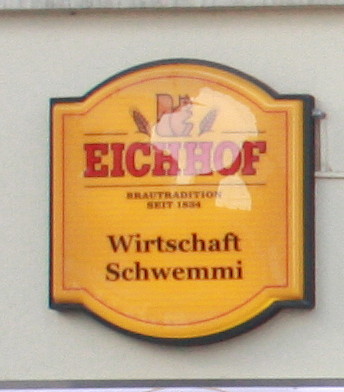 EICHHOF
BRAUTRADITION
SEIT 1834
Wirtschaft
Schwemmi